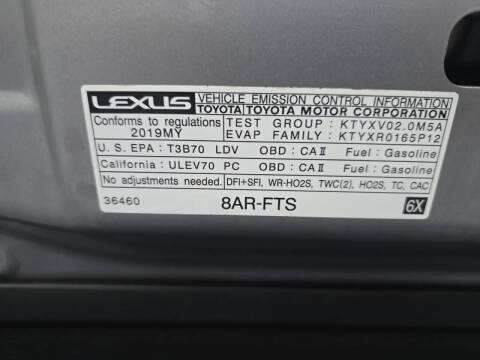 LEXUS VEHICLE EMISSION CONTROL INFORMATION
TOYOTA TOYOTA MOTOR CORPORATION
Conforms to regulations TEST GROUP : KTYXV02.0M5A
2019MY EVAP FAMILY : KTYXR0165P12
U.S. EPA : T3B70 LDV OBD : CAⅡ Fuel : Gasoline
California : ULEV70 PC OBD : CAⅡ Fuel : Gasoline
No adjustments needed. DFI+SFI, WR-HO2S, TWC(2), HO2S, TC, CAC
36460 8AR-FTS 6X